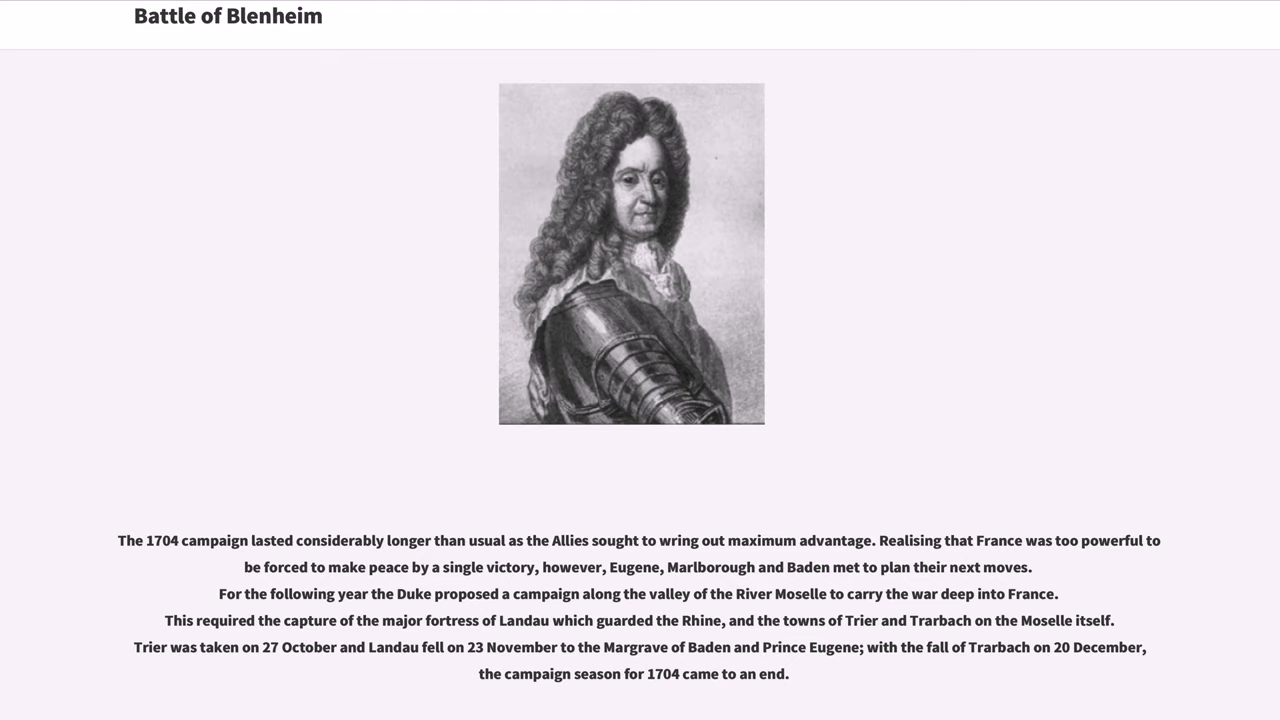 Battle of Blenheim
The 1704 campaign lasted considerably longer than usual as the Allies sought to wring out maximum advantage. Realising that France was too powerful to
be forced to make peace by a single victory, however, Eugene, Marlborough and Baden met to plan their next moves.
For the following year the Duke proposed a campaign along the valley of the River Moselle to carry the war deep into France.
This required the capture of the major fortress of Landau which guarded the Rhine, and the towns of Trier and Trarbach on the Moselle itself.
Trier was taken on 27 October and Landau fell on 23 November to the Margrave of Baden and Prince Eugene; with the fall of Trarbach on 20 December,
the campaign season for 1704 came to an end.